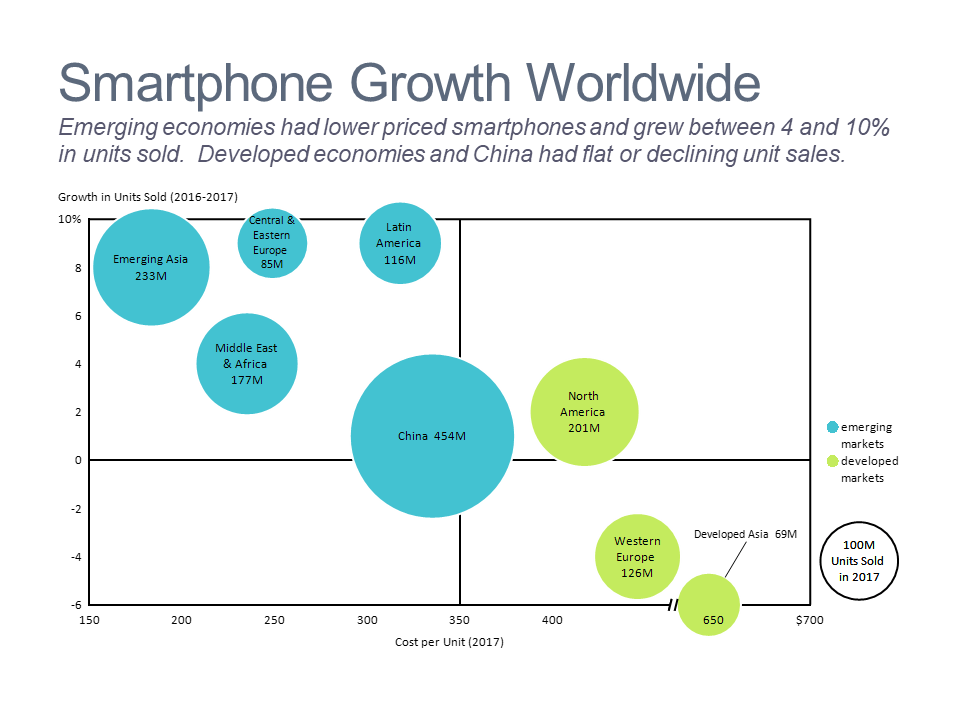 Smartphone Growth Worldwide
Emerging economies had lower priced smartphones and grew between 4 and 10%
in units sold.  Developed economies and China had flat or declining unit sales.
Growth in Units Sold (2016-2017)
10%
8
6
4
2
0
-2
-4
-6
Emerging Asia
233M
Central &
Eastern
Europe
85M
Latin
America
116M
Middle East
& Africa
177M
China  454M
North
America
201M
Western
Europe
126M
Developed Asia  69M
emerging
markets
developed
markets
100M
Units Sold
in 2017
150
200
250
300
350
400
650
$700
Cost per Unit (2017)